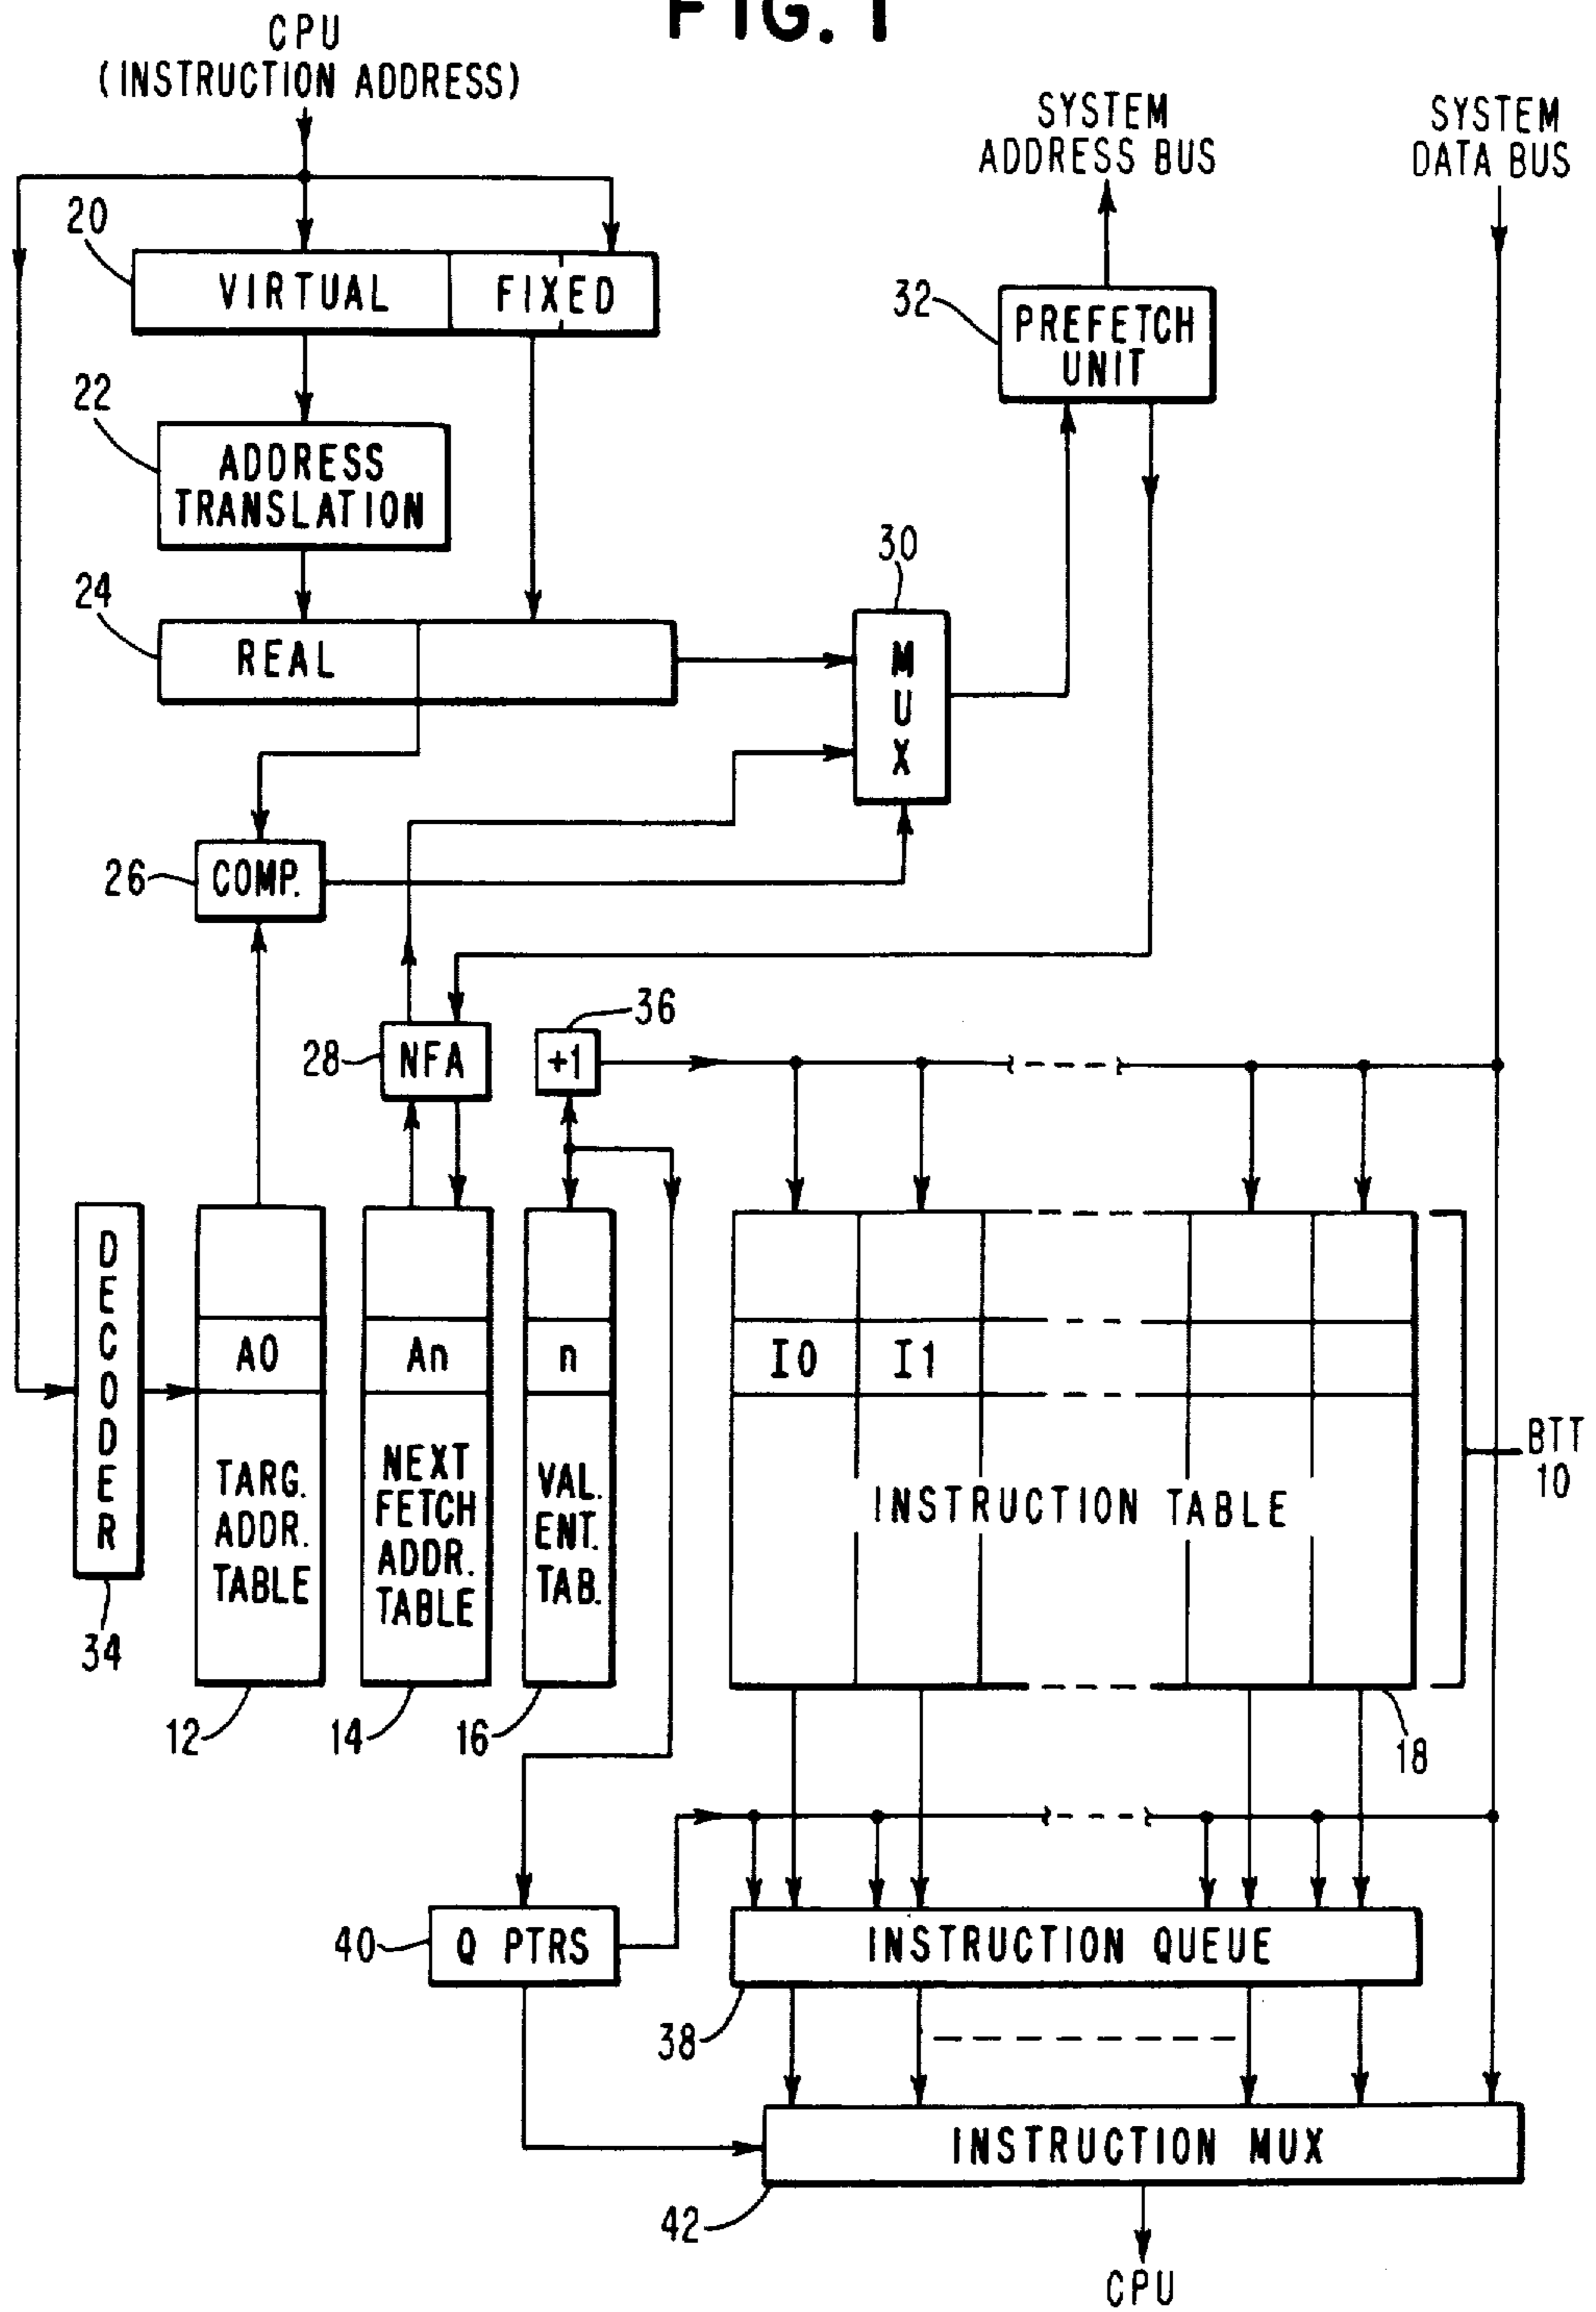 FIG. 1
CPU
(INSTRUCTION ADDRESS)
SYSTEM
ADDRESS BUS
SYSTEM
DATA BUS
20
VIRTUAL
FIXED
32
PREFETCH
UNIT
22
ADDRESS
TRANSLATION
30
24
REAL
MUX
26
COMP.
36
28
NFA
+1
DECODER
A0
An
n
I0
I1
TARG.
ADDR.
TABLE
NEXT
FETCH
ADDR.
TABLE
VAL.
ENT.
TAB.
INSTRUCTION TABLE
BTT
10
34
12
14
16
18
40
Q PTRS
INSTRUCTION QUEUE
38
INSTRUCTION MUX
42
CPU